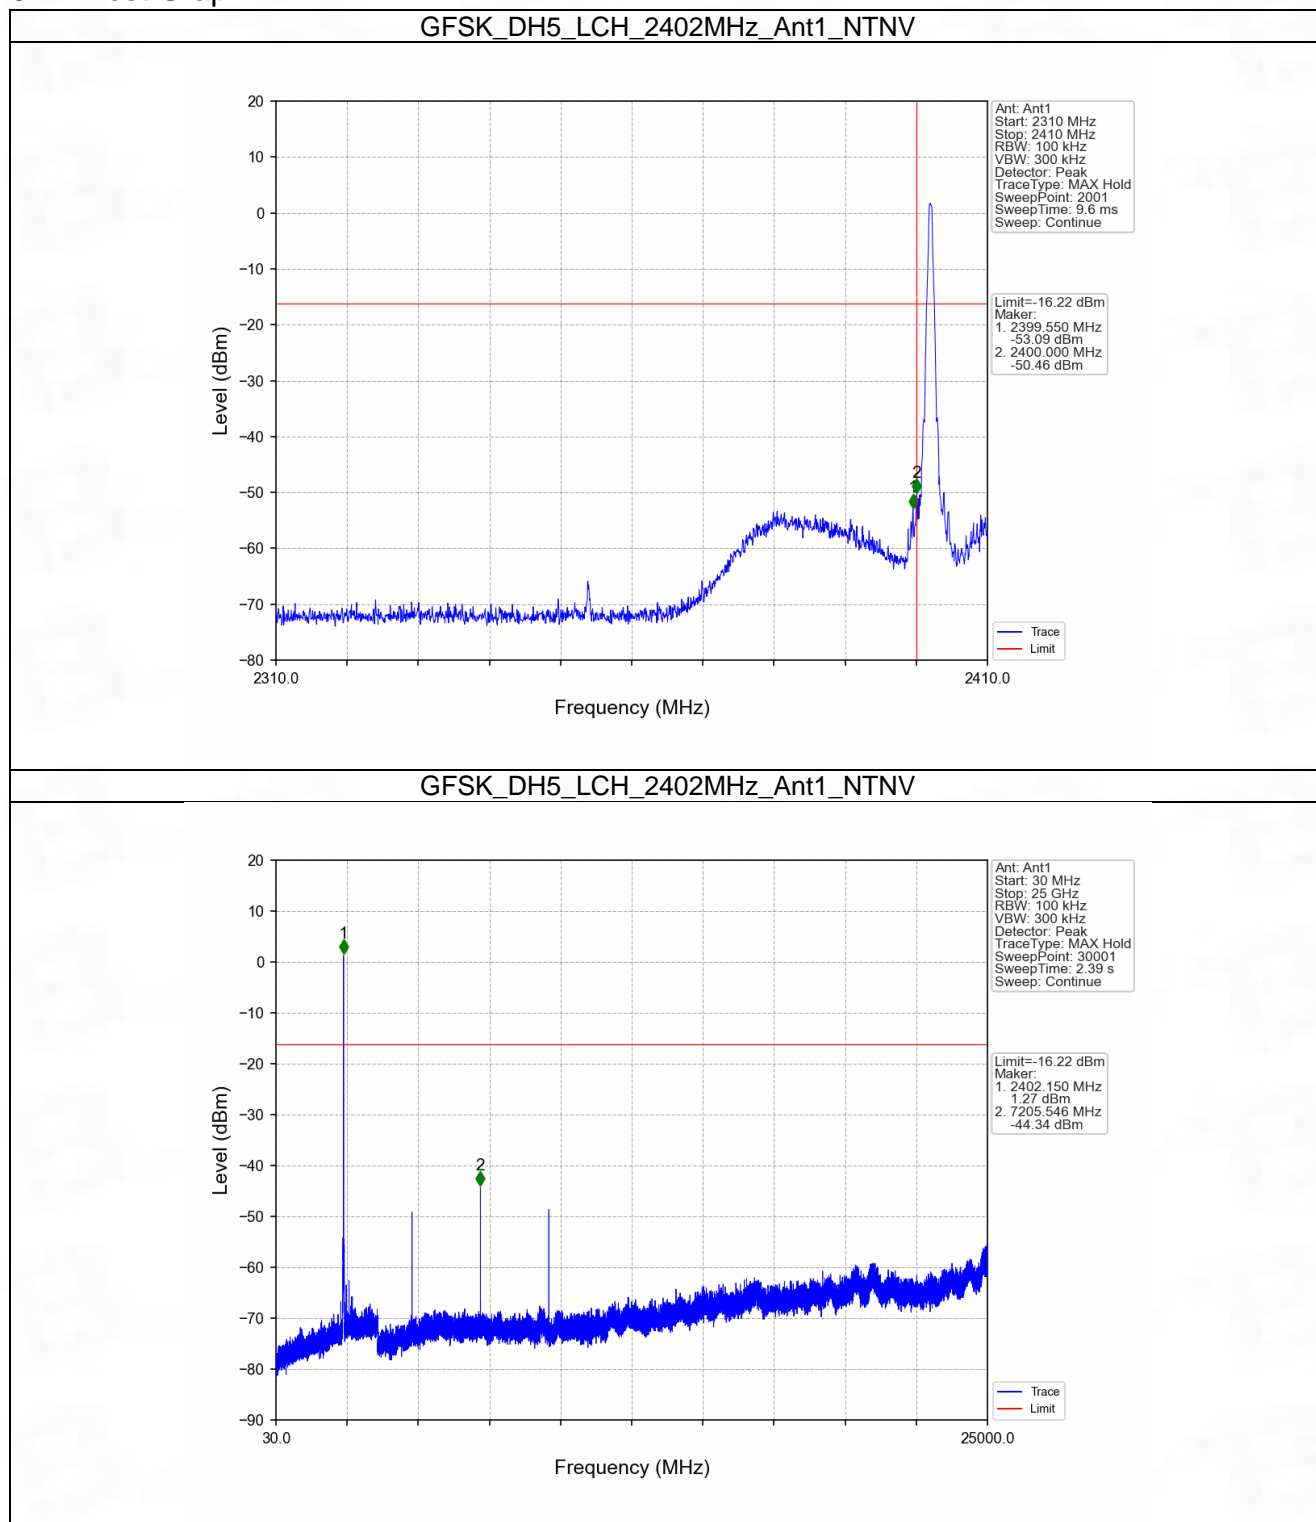 GFSK_DH5_LCH_2402MHz_Ant1_NTNV
20
10
0
−10
−20
−30
−40
−50
−60
−70
−80
Level (dBm)
2310.0
2410.0
Frequency (MHz)
2
Ant: Ant1
Start: 2310 MHz
Stop: 2410 MHz
RBW: 100 kHz
VBW: 300 kHz
Detector: Peak
TraceType: MAX Hold
SweepPoint: 2001
SweepTime: 9.6 ms
Sweep: Continue
Limit=-16.22 dBm
Maker:
1. 2399.550 MHz
-53.09 dBm
2. 2400.000 MHz
-50.46 dBm
Trace
Limit
GFSK_DH5_LCH_2402MHz_Ant1_NTNV
20
10
0
−10
−20
−30
−40
−50
−60
−70
−80
−90
Level (dBm)
30.0
25000.0
Frequency (MHz)
1
2
Ant: Ant1
Start: 30 MHz
Stop: 25 GHz
RBW: 100 kHz
VBW: 300 kHz
Detector: Peak
TraceType: MAX Hold
SweepPoint: 30001
SweepTime: 2.39 s
Sweep: Continue
Limit=-16.22 dBm
Maker:
1. 2402.150 MHz
1.27 dBm
2. 7205.546 MHz
-44.34 dBm
Trace
Limit